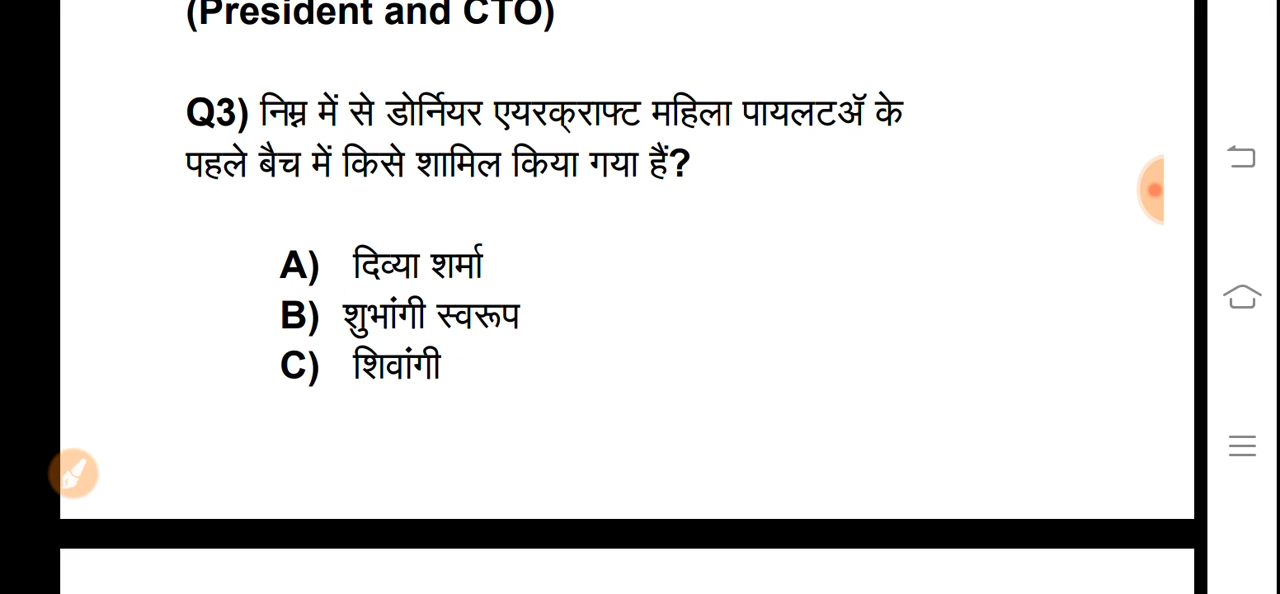 (President and CTO)
Q3) निम्न में से डोर्नियर एयरक्राफ्ट महिला पायलटॲ के
पहले बैच में किसे शामिल किया गया हैं?
A) दिव्या शर्मा
B) शुभांगी स्वरूप
C) शिवांगी